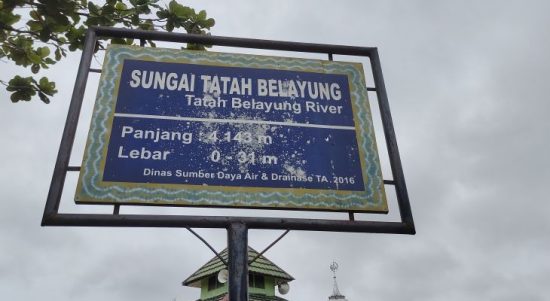 SUNGAI TATAH BELAYUNG
Tatah Belayung River
Panjang : 4.143 m
Lebar 0 - 31 m
Dinas Sumber Daya Air & Drainase TA. 2016